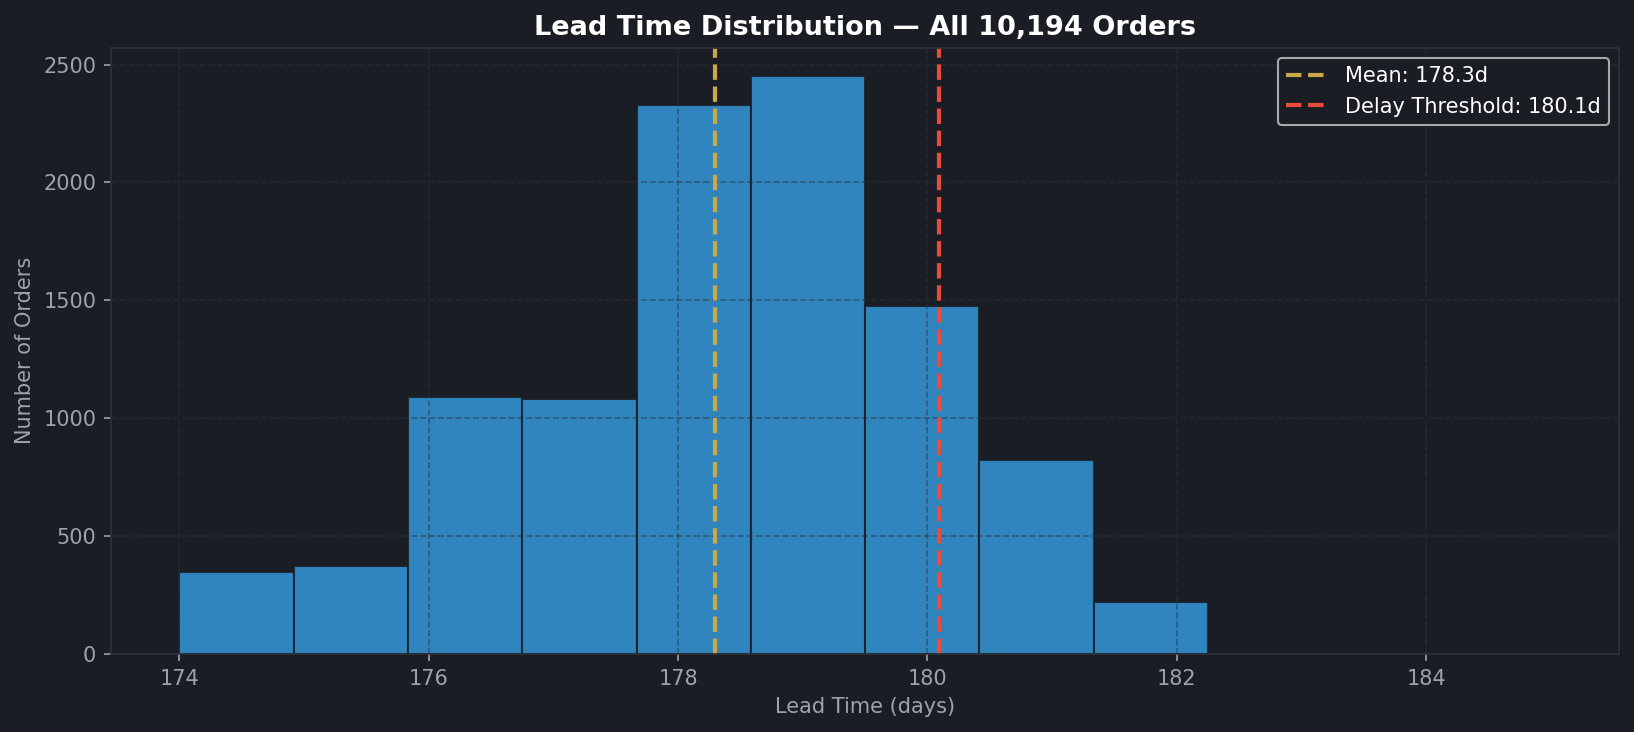 Lead Time Distribution — All 10,194 Orders
Mean: 178.3d
Delay Threshold: 180.1d
Number of Orders
2500
2000
1500
1000
500
0
174 176 178 180 182 184
Lead Time (days)